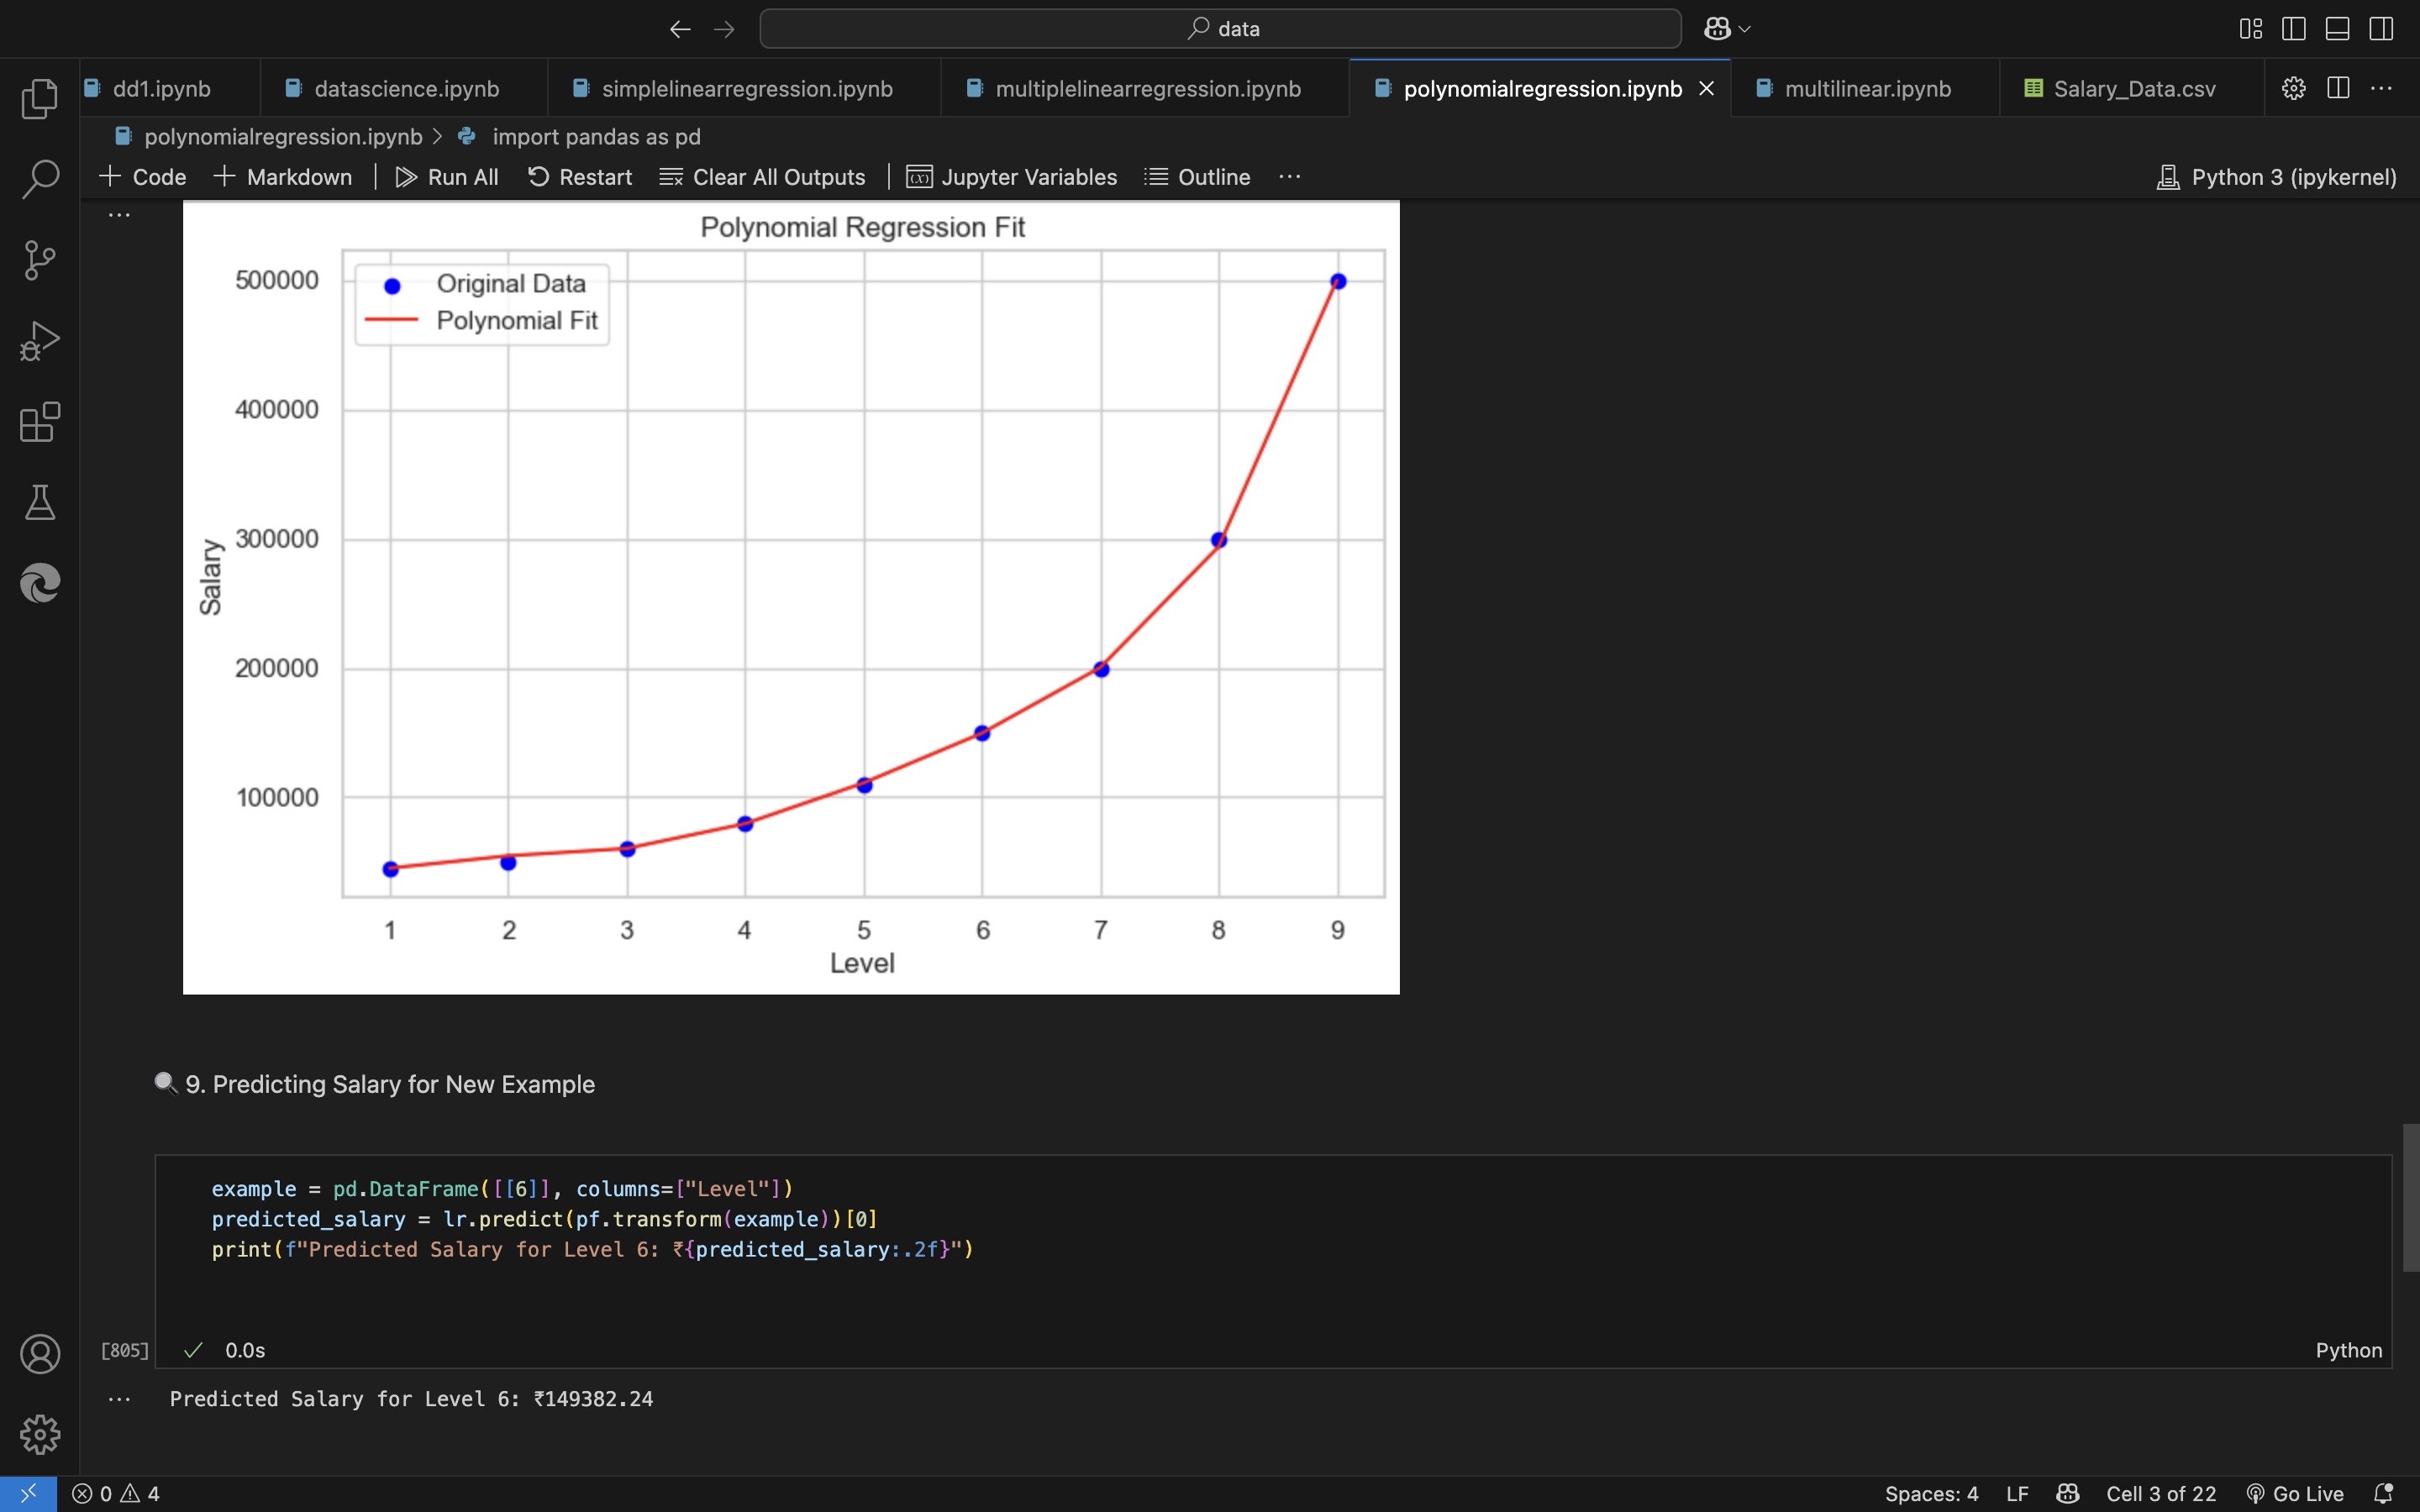 data
dd1.ipynb
datascience.ipynb
simplelinearregression.ipynb
multiplelinearregression.ipynb
polynomialregression.ipynb
multilinear.ipynb
Salary_Data.csv
polynomialregression.ipynb > import pandas as pd
Code Markdown Run All Restart Clear All Outputs Jupyter Variables Outline ... Python 3 (ipykernel)
...
Polynomial Regression Fit
Original Data
Polynomial Fit
500000
400000
300000
200000
100000
Salary
1 2 3 4 5 6 7 8 9
Level
9. Predicting Salary for New Example
example = pd.DataFrame([[6]], columns=["Level"])
predicted_salary = lr.predict(pf.transform(example))[0]
print(f"Predicted Salary for Level 6: ₹{predicted_salary:.2f}")
[805]
0.0s
Python
... Predicted Salary for Level 6: ₹149382.24
0 4 Spaces: 4 LF Cell 3 of 22 Go Live